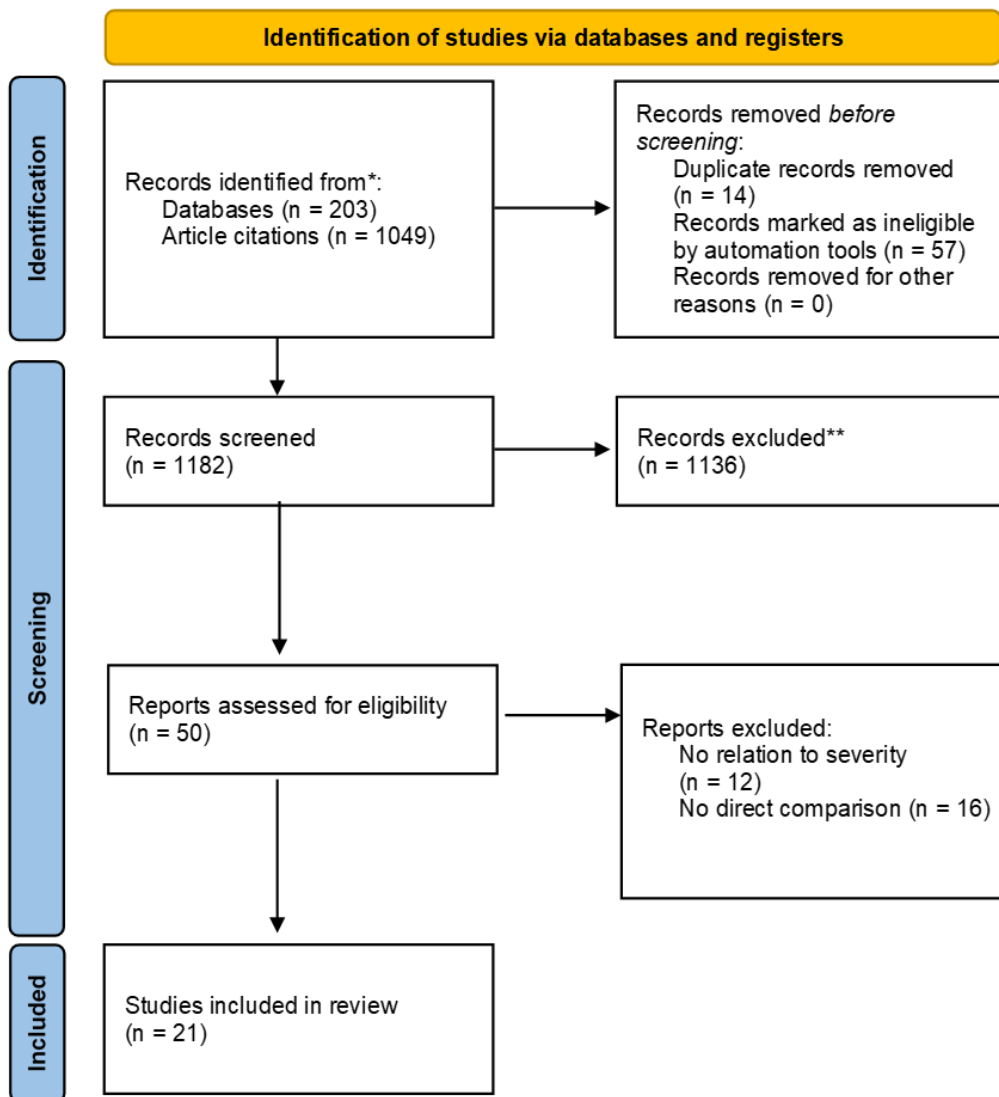 Identification of studies via databases and registers
Identification
Records identified from*:
Databases (n = 203)
Article citations (n = 1049)
Records removed before
screening:
Duplicate records removed
(n = 14)
Records marked as ineligible
by automation tools (n = 57)
Records removed for other
reasons (n = 0)
Screening
Records screened
(n = 1182)
Records excluded**
(n = 1136)
Reports assessed for eligibility
(n = 50)
Reports excluded:
No relation to severity
(n = 12)
No direct comparison (n = 16)
Included
Studies included in review
(n = 21)